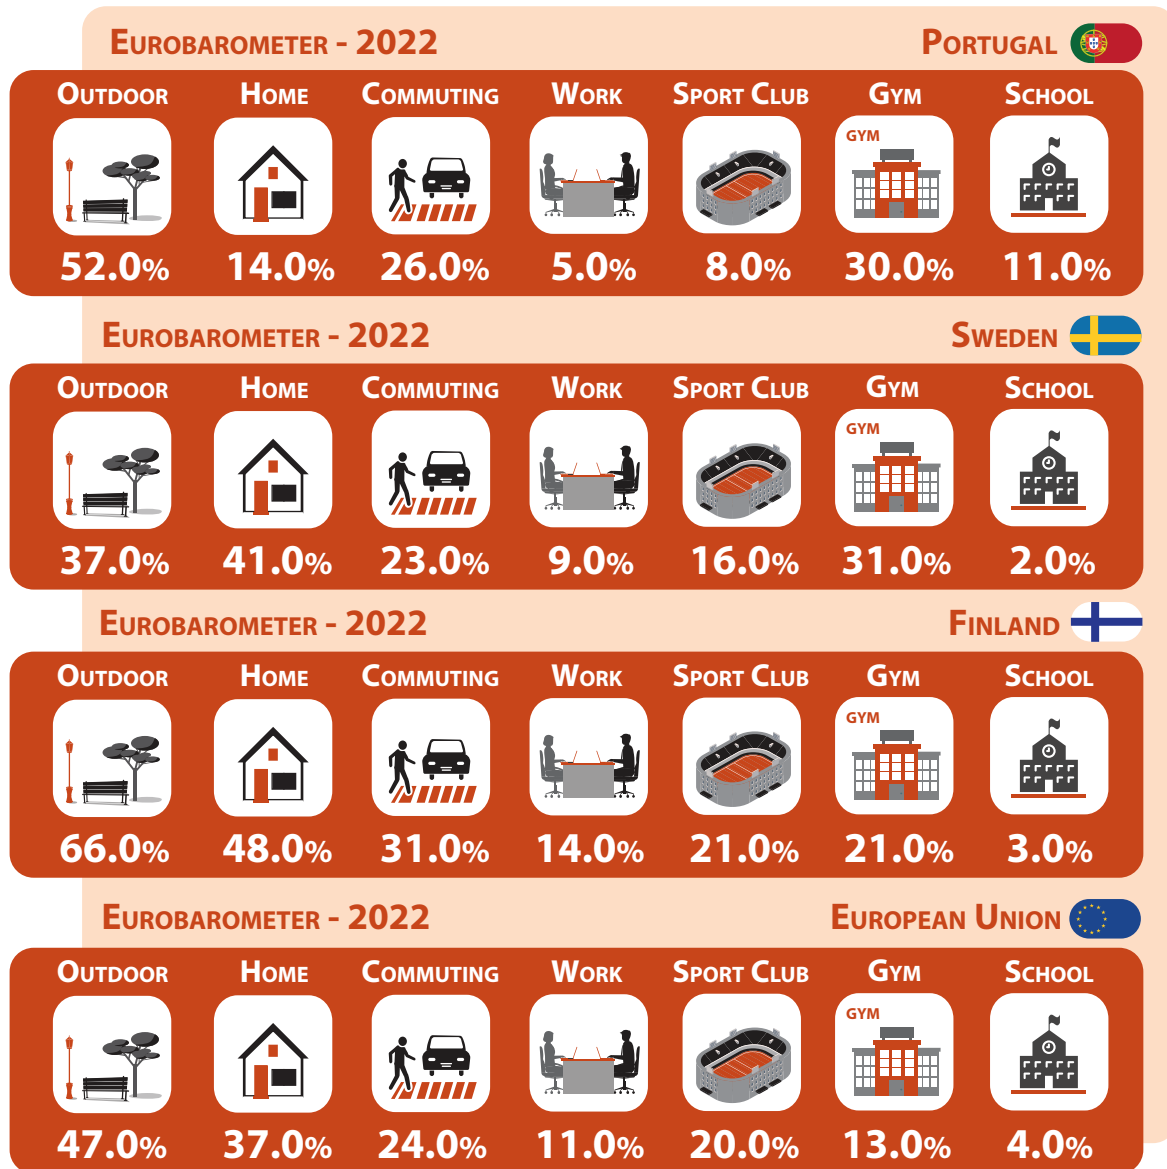 Eurobarometer - 2022 Portugal
Outdoor Home Commuting Work Sport Club Gym School
GYM
52.0% 14.0% 26.0% 5.0% 8.0% 30.0% 11.0%
Eurobarometer - 2022 Sweden
Outdoor Home Commuting Work Sport Club Gym School
GYM
37.0% 41.0% 23.0% 9.0% 16.0% 31.0% 2.0%
Eurobarometer - 2022 Finland
Outdoor Home Commuting Work Sport Club Gym School
GYM
66.0% 48.0% 31.0% 14.0% 21.0% 21.0% 3.0%
Eurobarometer - 2022 European Union
Outdoor Home Commuting Work Sport Club Gym School
GYM
47.0% 37.0% 24.0% 11.0% 20.0% 13.0% 4.0%